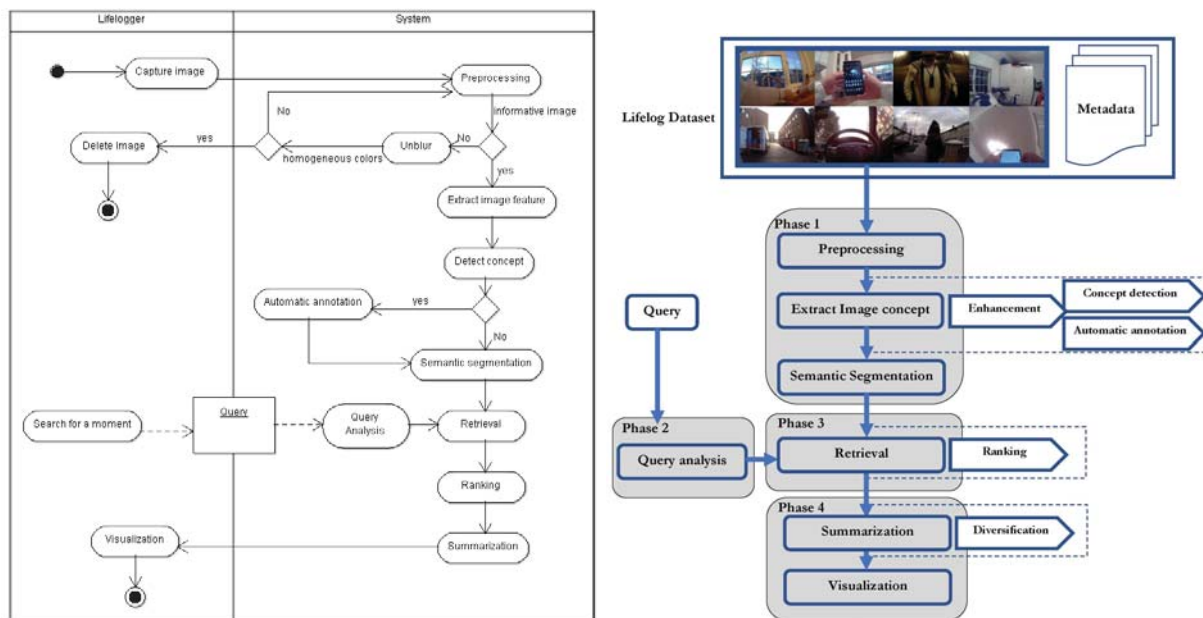 Lifelogger
System
Capture image
Preprocessing
No
informative image
Delete image
yes
Unblur
No
homogeneous colors
yes
Extract image feature
Detect concept
Automatic annotation
yes
No
Semantic segmentation
Query
Search for a moment
Query
Analysis
Retrieval
Ranking
Visualization
Summarization
Lifelog Dataset
Metadata
Phase 1
Preprocessing
Concept detection
Query
Extract Image concept
Enhancement
Automatic annotation
Semantic Segmentation
Phase 2
Phase 3
Query analysis
Retrieval
Ranking
Phase 4
Summarization
Diversification
Visualization